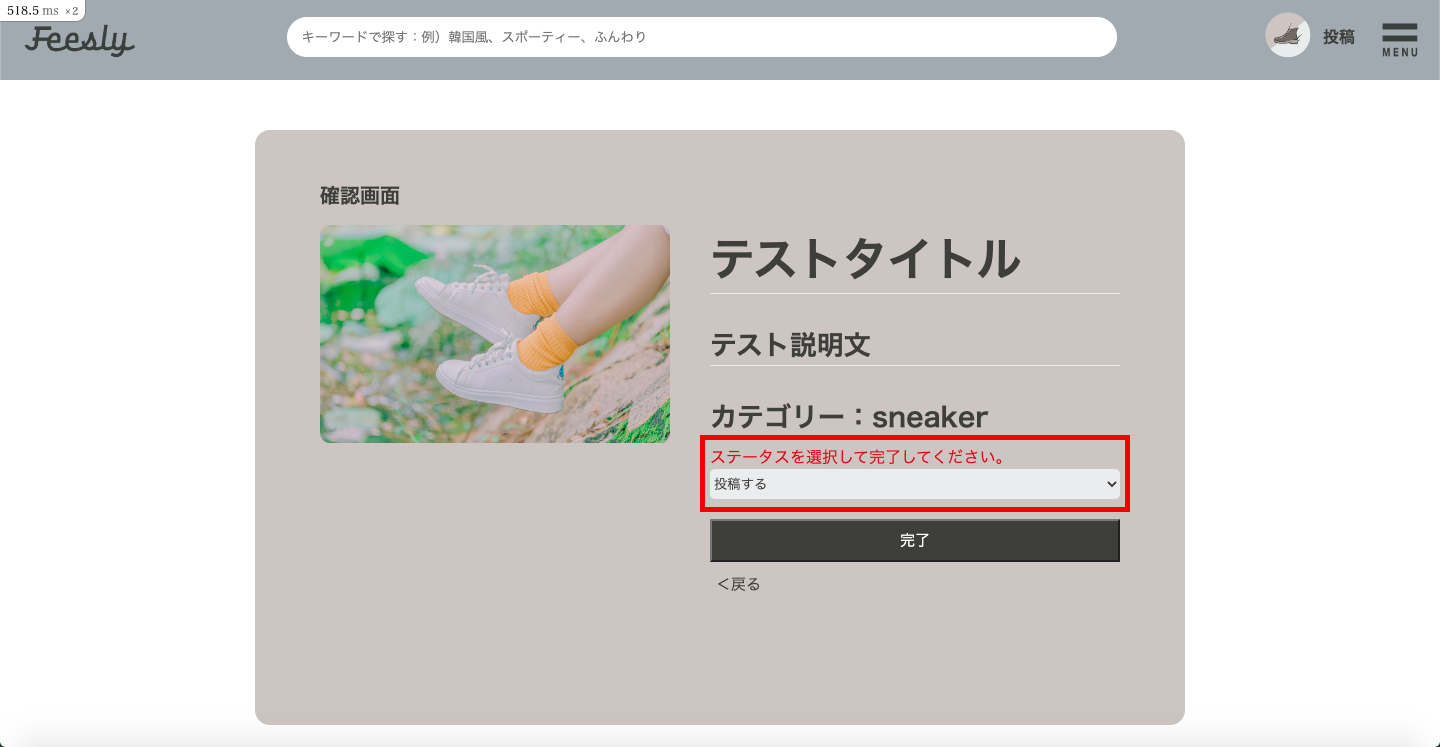 518.5 ms ×2
Feesly
キーワードで探す：例）韓国風、スポーティー、ふんわり
投稿
MENU
確認画面
テストタイトル
テスト説明文
カテゴリー：sneaker
ステータスを選択して完了してください。
投稿する
完了
＜戻る